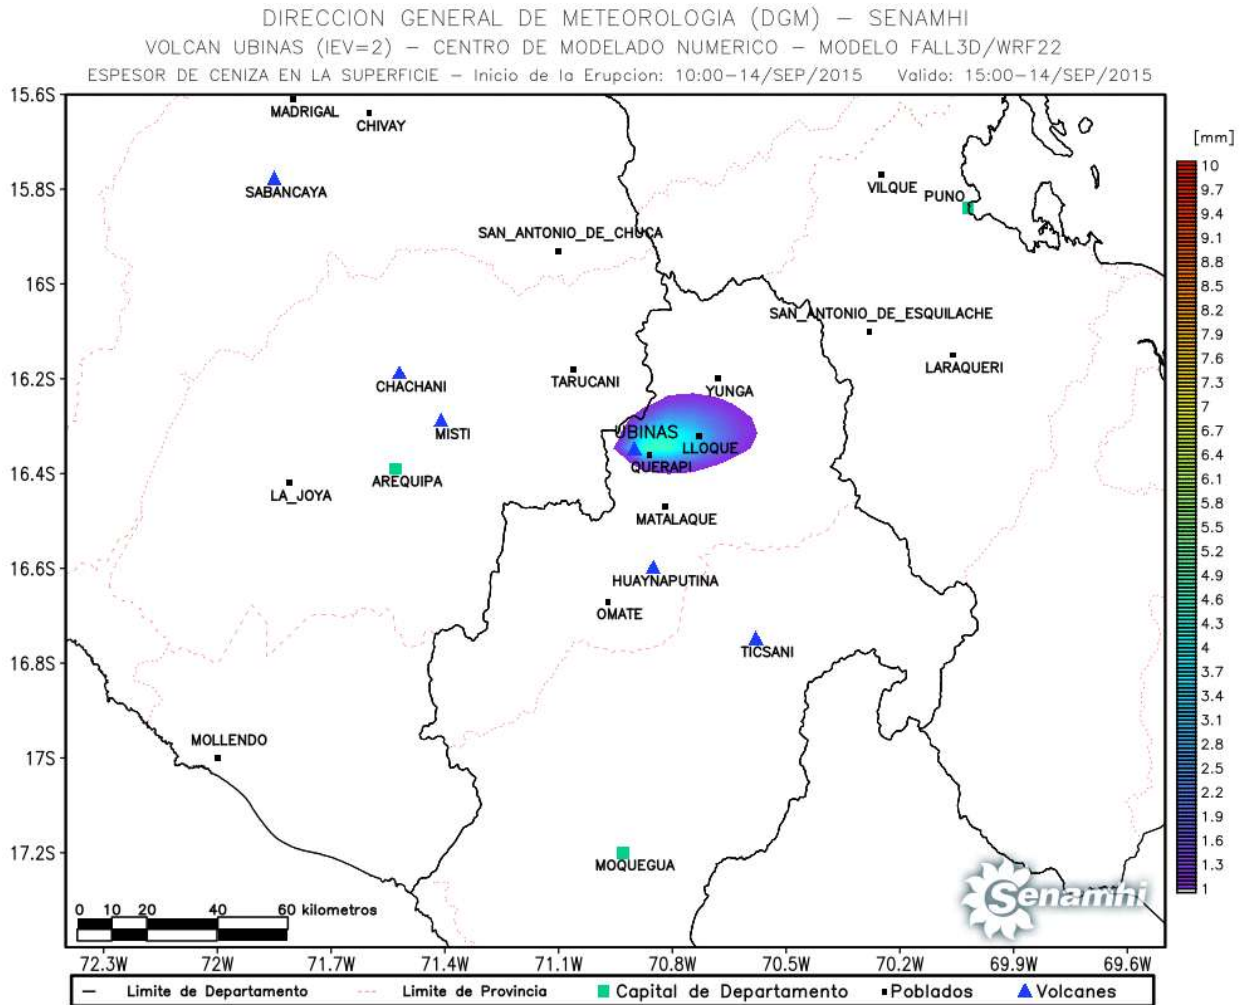 DIRECCION GENERAL DE METEOROLOGIA (DGM) – SENAMHI
VOLCAN UBINAS (IEV=2) – CENTRO DE MODELADO NUMERICO – MODELO FALL3D/WRF22
ESPESOR DE CENIZA EN LA SUPERFICIE – Inicio de la Erupcion: 10:00–14/SEP/2015 Valido: 15:00–14/SEP/2015
15.6S
MADRIGAL
CHIVAY
[mm]
10
9.7
9.4
9.1
8.8
8.5
8.2
7.9
7.6
7.3
7
6.7
6.4
6.1
5.8
5.5
5.2
4.9
4.6
4.3
4
3.7
3.4
3.1
2.8
2.5
2.2
1.9
1.6
1.3
1
15.8S
SABANCAYA
VILQUE
PUNO
SAN_ANTONIO_DE_CHUCA
16S
SAN_ANTONIO_DE_ESQUILACHE
LARAQUERI
16.2S
CHACHANI
TARUCANI
YUNGA
MISTI
UBINAS
LLOQUE
QUERAPI
16.4S
AREQUIPA
LA_JOYA
MATALAQUE
16.6S
HUAYNAPUTINA
OMATE
16.8S
TICSANI
MOLLENDO
17S
17.2S
MOQUEGUA
Senamhi
0 10 20 40 60 kilometros
72.3W 72W 71.7W 71.4W 71.1W 70.8W 70.5W 70.2W 69.9W 69.6W
Limite de Departamento Limite de Provincia Capital de Departamento Poblados Volcanes